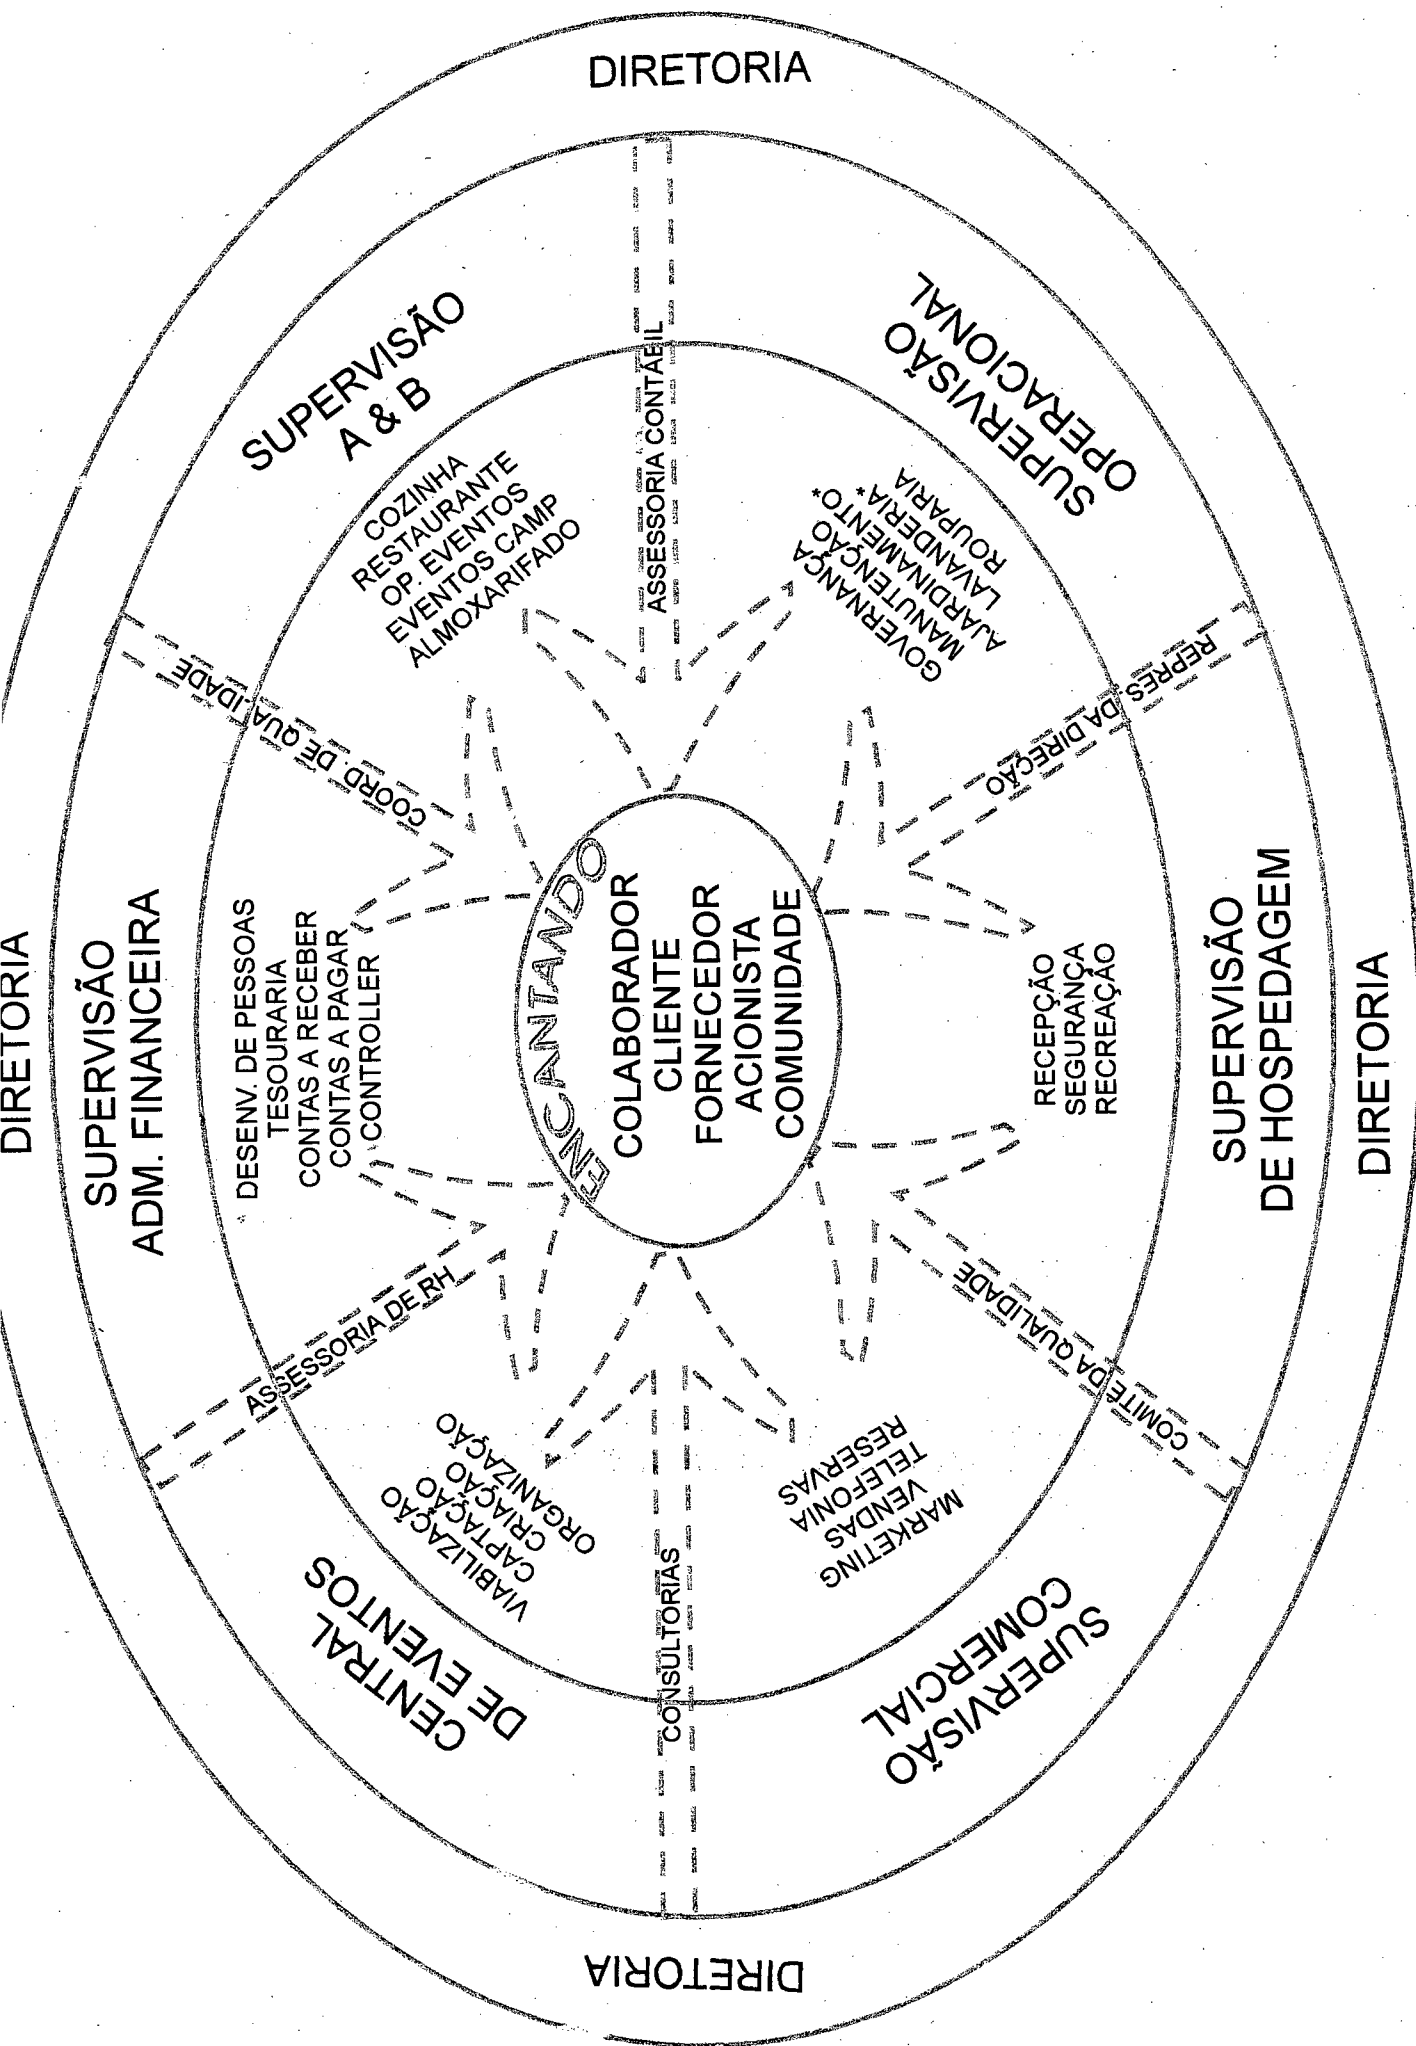 DIRETORIA
SUPERVISÃO
A & B
COZINHA
RESTAURANTE
OP. EVENTOS
EVENTOS CAMP
ALMOXARIFADO
ASSESSORIA CONTÁBIL
SUPERVISÃO
OPERACIONAL
GOVERNANÇA
MANUTENÇÃO
AJARDINAMENTO*
LAVANDERIA*
ROUPARIA
REPRES. DA DIREÇÃO
DIRETORIA
SUPERVISÃO
DE HOSPEDAGEM
RECEPÇÃO
SEGURANÇA
RECREAÇÃO
COMITÊ DA QUALIDADE
SUPERVISÃO
COMERCIAL
MARKETING
VENDAS
TELEFONIA
RESERVAS
CONSULTORIAS
DIRETORIA
CENTRAL
DE EVENTOS
VIABILIZAÇÃO
CAPTAÇÃO
CRIAÇÃO
ORGANIZAÇÃO
ASSESSORIA DE RH
DIRETORIA
SUPERVISÃO
ADM. FINANCEIRA
DESENV. DE PESSOAS
TESOURARIA
CONTAS A RECEBER
CONTAS A PAGAR
CONTROLLER
COORD. DE QUALIDADE
ENCANTANDO
COLABORADOR
CLIENTE
FORNECEDOR
ACIONISTA
COMUNIDADE